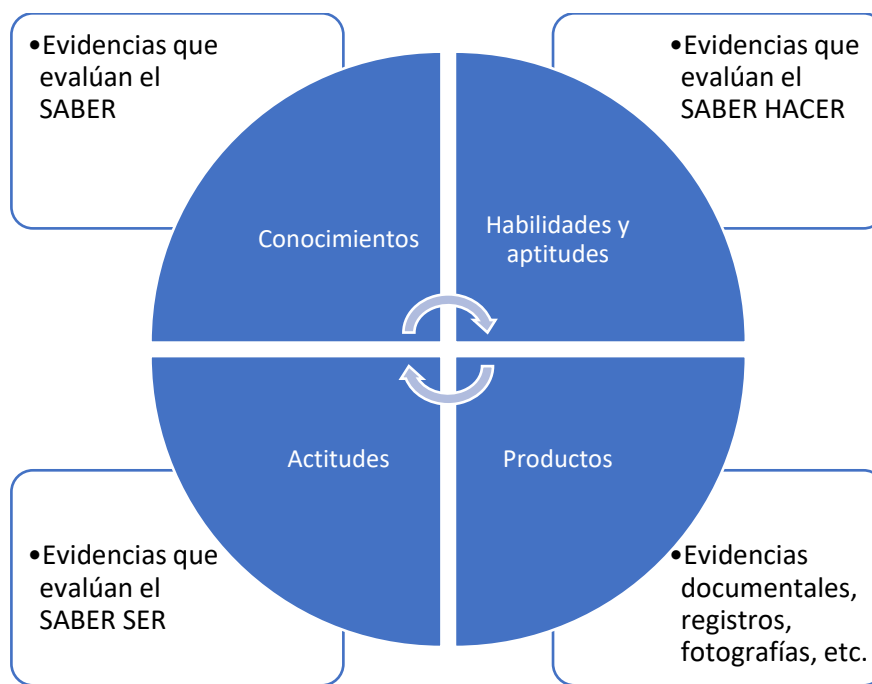 •Evidencias que
evalúan el
SABER
•Evidencias que
evalúan el
SABER HACER
Conocimientos
Habilidades y
aptitudes
Actitudes
Productos
•Evidencias que
evalúan el
SABER SER
•Evidencias
documentales,
registros,
fotografías, etc.